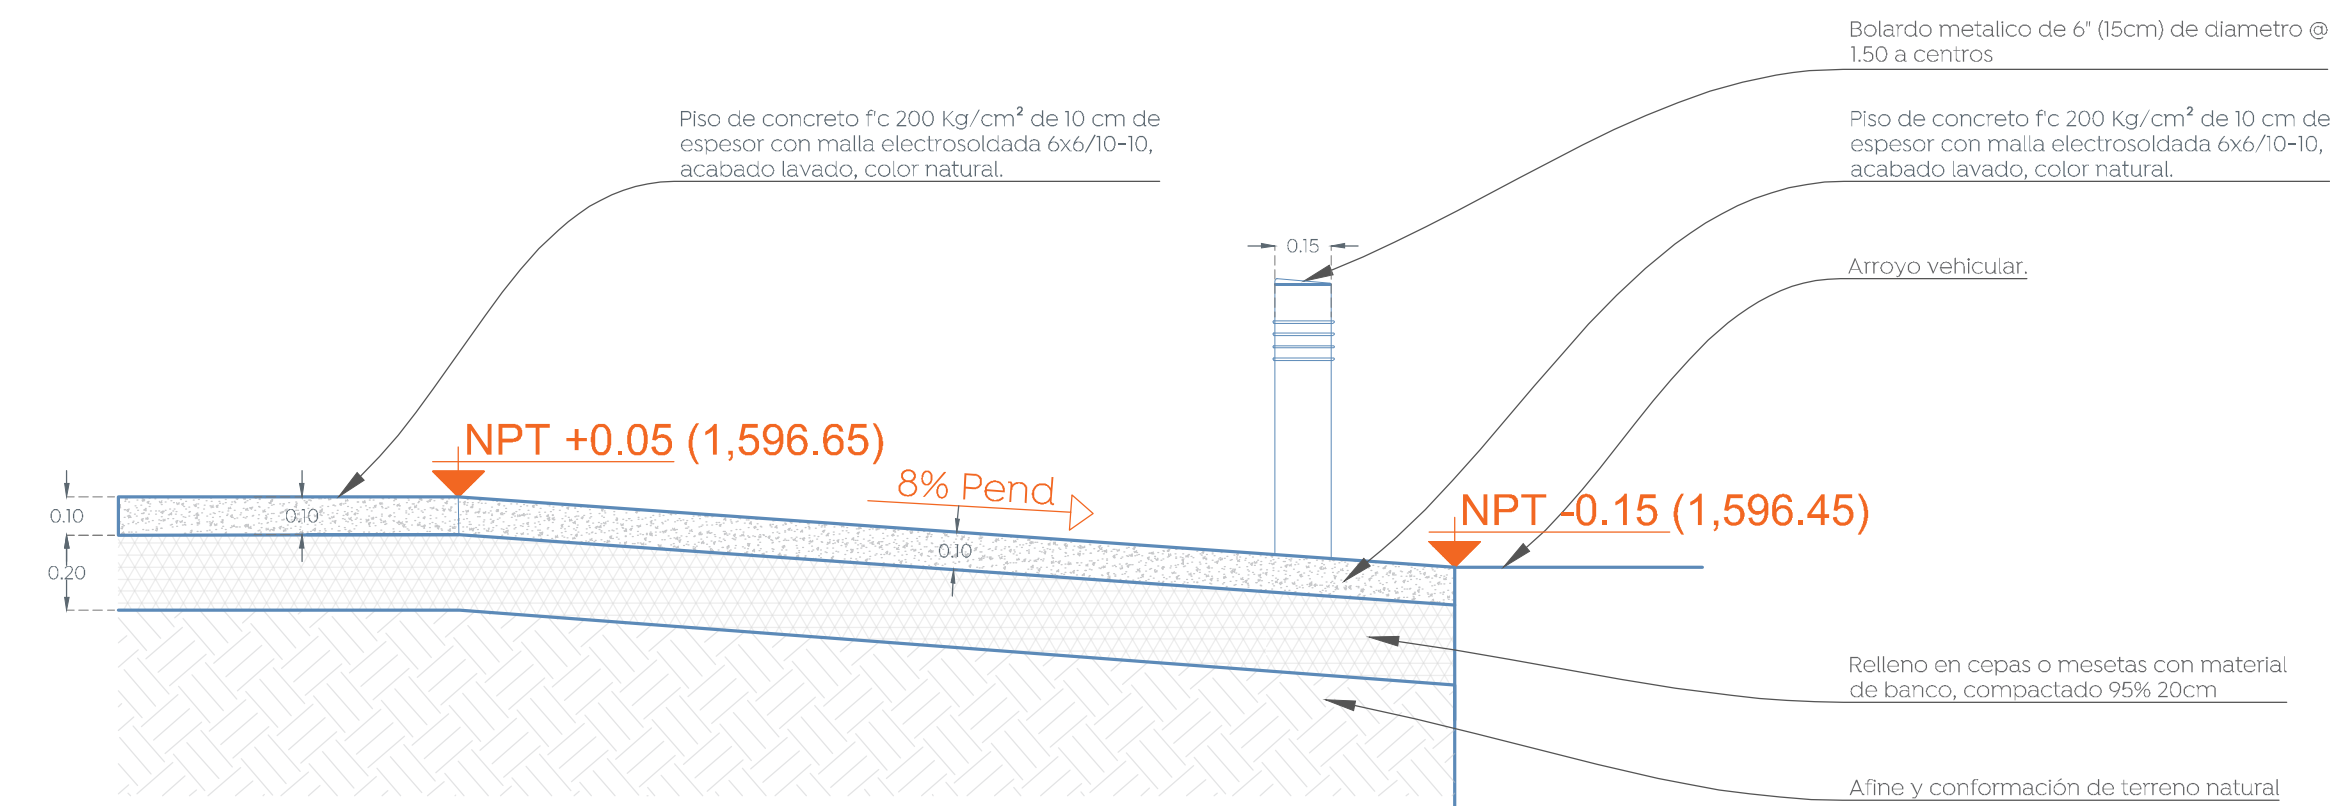 Bolardo metalico de 6" (15cm) de diametro @
1.50 a centros
Piso de concreto f'c 200 Kg/cm² de 10 cm de
espesor con malla electrosoldada 6x6/10-10,
acabado lavado, color natural.
Piso de concreto f'c 200 Kg/cm² de 10 cm de
espesor con malla electrosoldada 6x6/10-10,
acabado lavado, color natural.
0.15
Arroyo vehicular.
NPT +0.05 (1,596.65)
8% Pend
NPT -0.15 (1,596.45)
0.10
0.10
0.10
0.20
Relleno en cepas o mesetas con material
de banco, compactado 95% 20cm
Afine y conformación de terreno natural